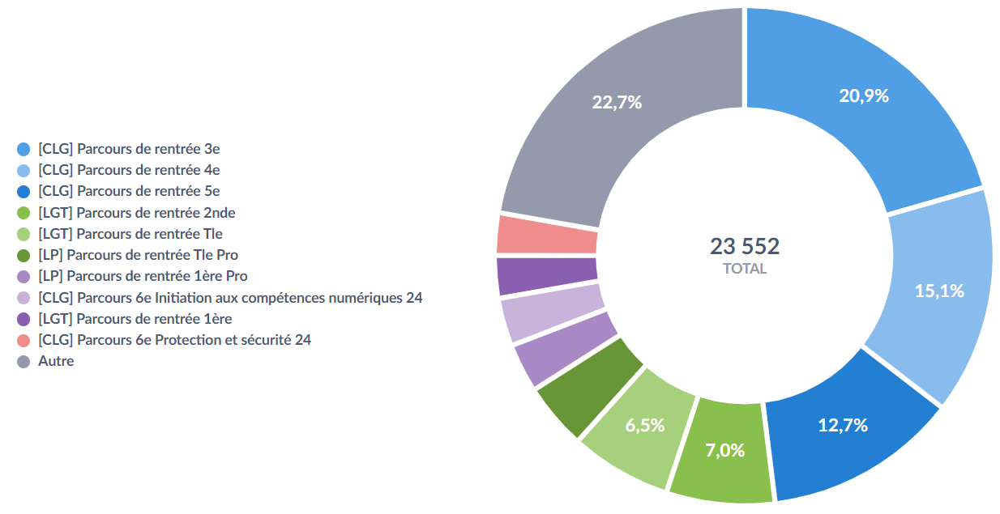 [CLG] Parcours de rentrée 3e
[CLG] Parcours de rentrée 4e
[CLG] Parcours de rentrée 5e
[LGT] Parcours de rentrée 2nde
[LGT] Parcours de rentrée Tle
[LP] Parcours de rentrée Tle Pro
[LP] Parcours de rentrée 1ère Pro
[CLG] Parcours 6e Initiation aux compétences numériques 24
[LGT] Parcours de rentrée 1ère
[CLG] Parcours 6e Protection et sécurité 24
Autre
22,7%
20,9%
23 552
TOTAL
15,1%
12,7%
6,5%
7,0%